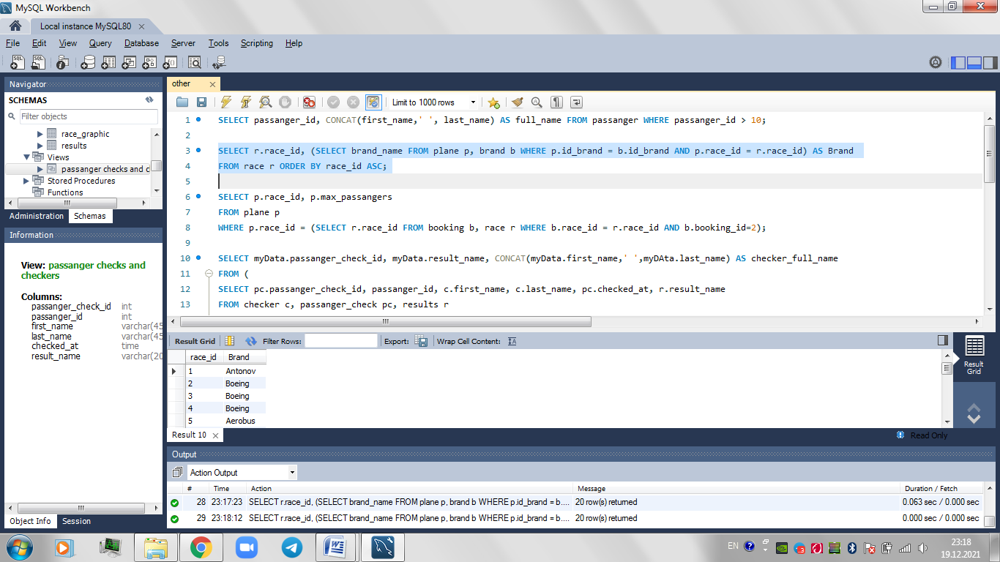 MySQL Workbench
Local instance MySQL80
File Edit View Query Database Server Tools Scripting Help
Navigator
SCHEMAS
Filter objects
race_graphic
results
Views
passanger checks and c
Stored Procedures
Functions
Administration Schemas
Information
View: passanger checks and
checkers
Columns:
passanger_check_id int
passanger_id int
first_name varchar(45
last_name varchar(45
checked_at time
result_name varchar(20
Object Info Session
other
Limit to 1000 rows
1 SELECT passanger_id, CONCAT(first_name,' ', last_name) AS full_name FROM passanger WHERE passanger_id > 10;
2
3 SELECT r.race_id, (SELECT brand_name FROM plane p, brand b WHERE p.id_brand = b.id_brand AND p.race_id = r.race_id) AS Brand
4 FROM race r ORDER BY race_id ASC;
5
6 SELECT p.race_id, p.max_passangers
7 FROM plane p
8 WHERE p.race_id = (SELECT r.race_id FROM booking b, race r WHERE b.race_id = r.race_id AND b.booking_id=2);
9
10 SELECT myData.passanger_check_id, myData.result_name, CONCAT(myData.first_name,' ',myDAta.last_name) AS checker_full_name
11 FROM (
12 SELECT pc.passanger_check_id, passanger_id, c.first_name, c.last_name, pc.checked_at, r.result_name
13 FROM checker c, passanger_check pc, results r
Result Grid Filter Rows: Export: Wrap Cell Content:
race_id Brand
1 Antonov
2 Boeing
3 Boeing
4 Boeing
5 Aerobus
Result
Grid
Result 10
Read Only
Output
Action Output
# Time Action Message Duration / Fetch
28 23:17:23 SELECT r.race_id, (SELECT brand_name FROM plane p, brand b WHERE p.id_brand = b.... 20 row(s) returned 0.063 sec / 0.000 sec
29 23:18:12 SELECT r.race_id, (SELECT brand_name FROM plane p, brand b WHERE p.id_brand = b.... 20 row(s) returned 0.000 sec / 0.000 sec
EN
23:18
19.12.2021